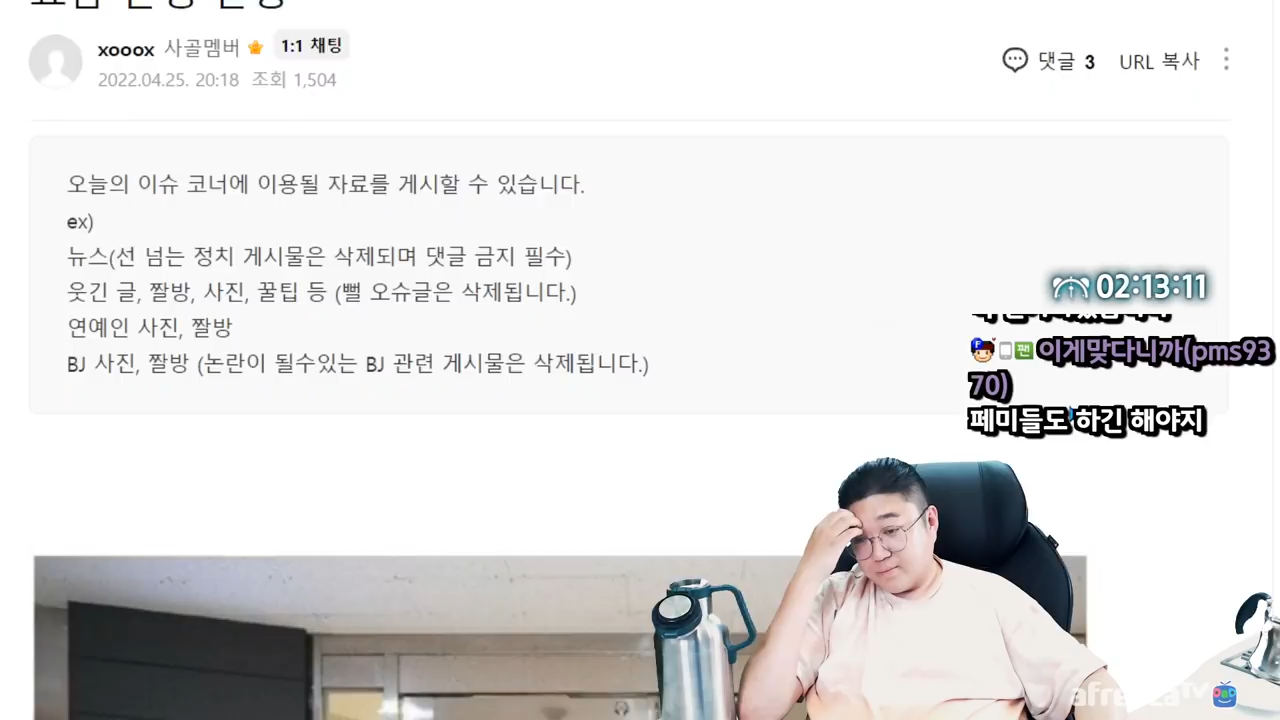 xooox 사골멤버 1:1 채팅
2022.04.25. 20:18 조회 1,504
댓글 3 URL 복사
오늘의 이슈 코너에 이용될 자료를 게시할 수 있습니다.
ex)
뉴스(선 넘는 정치 게시물은 삭제되며 댓글 금지 필수)
웃긴 글, 짤방, 사진, 꿀팁 등 (뻘 오슈글은 삭제됩니다.)
연예인 사진, 짤방
BJ 사진, 짤방 (논란이 될수있는 BJ 관련 게시물은 삭제됩니다.)
02:13:11
F 팬 이게맞다니까(pms93
70)
페미들도 하긴 해야지
afreecaTV